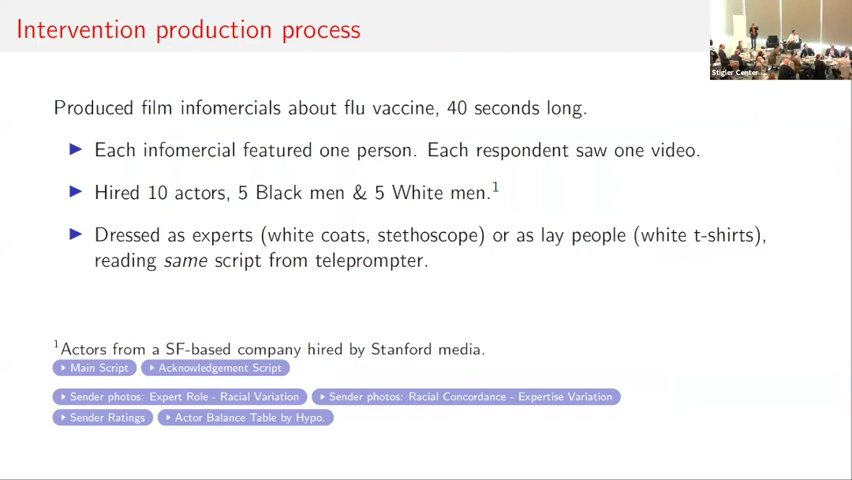 Intervention production process
Stigler Center
Produced film infomercials about flu vaccine, 40 seconds long.
▶ Each infomercial featured one person. Each respondent saw one video.
▶ Hired 10 actors, 5 Black men & 5 White men.¹
▶ Dressed as experts (white coats, stethoscope) or as lay people (white t-shirts),
reading same script from teleprompter.
¹Actors from a SF-based company hired by Stanford media.
▶ Main Script ▶ Acknowledgement Script
▶ Sender photos: Expert Role - Racial Variation ▶ Sender photos: Racial Concordance - Expertise Variation
▶ Sender Ratings ▶ Actor Balance Table by Hypo.